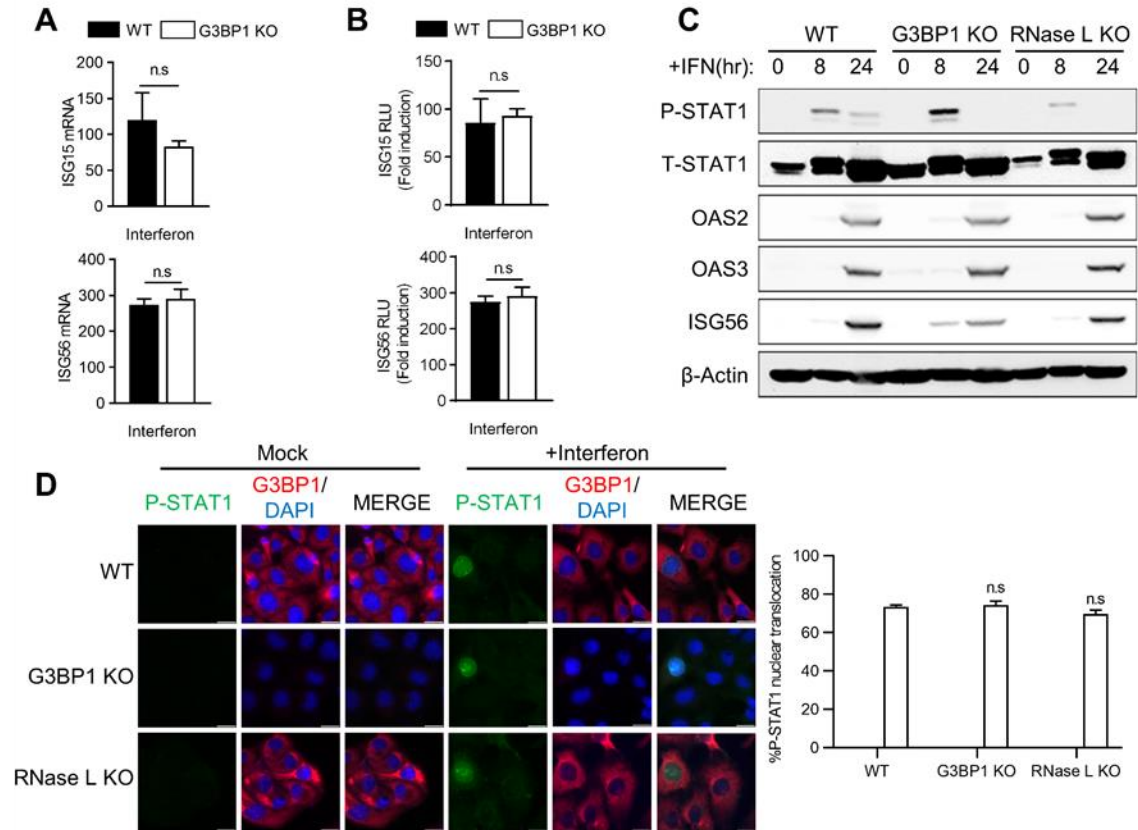 A
WT G3BP1 KO
ISG15 mRNA
200
150
100
50
0
n.s
Interferon
ISG56 mRNA
400
300
200
100
0
n.s
Interferon
B
WT G3BP1 KO
ISG15 RLU
(Fold induction)
150
100
50
0
n.s
Interferon
ISG56 RLU
(Fold induction)
400
300
200
100
0
n.s
Interferon
C
WT G3BP1 KO RNase L KO
+IFN(hr): 0 8 24 0 8 24 0 8 24
P-STAT1
T-STAT1
OAS2
OAS3
ISG56
β-Actin
D
Mock +Interferon
P-STAT1 G3BP1/ DAPI MERGE P-STAT1 G3BP1/ DAPI MERGE
WT
G3BP1 KO
RNase L KO
%P-STAT1 nuclear translocation
100
80
60
40
20
0
n.s
n.s
WT G3BP1 KO RNase L KO